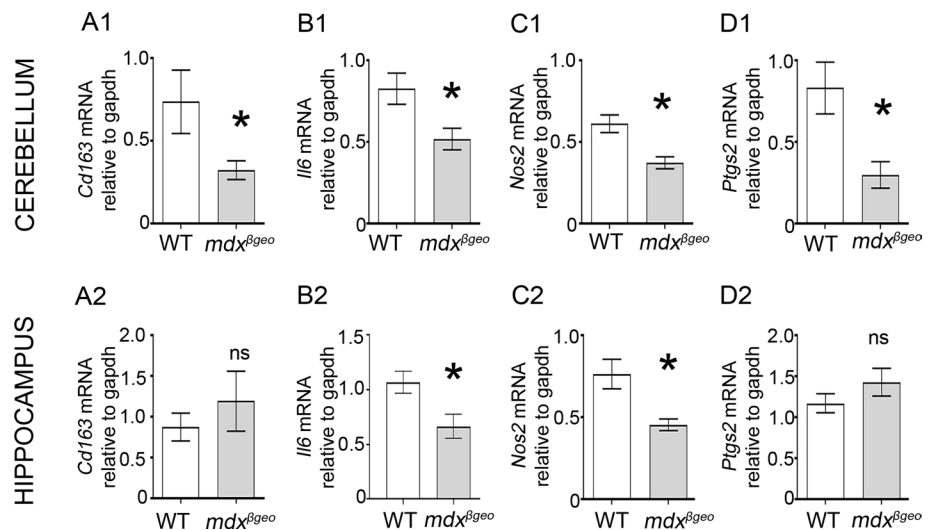 CEREBELLUM
A1
Cd163 mRNA
relative to gapdh
1.0
0.5
0
*
WT mdxβgeo
B1
Il6 mRNA
relative to gapdh
1.0
0.5
0
*
WT mdxβgeo
C1
Nos2 mRNA
relative to gapdh
1.0
0.5
0
*
WT mdxβgeo
D1
Ptgs2 mRNA
relative to gapdh
1.0
0.5
0
*
WT mdxβgeo
HIPPOCAMPUS
A2
Cd163 mRNA
relative to gapdh
2.0
1.5
1.0
0.5
0
ns
WT mdxβgeo
B2
Il6 mRNA
relative to gapdh
1.5
1.0
0.5
0
*
WT mdxβgeo
C2
Nos2 mRNA
relative to gapdh
1.0
0.5
0
*
WT mdxβgeo
D2
Ptgs2 mRNA
relative to gapdh
2.0
1.5
1.0
0.5
0
ns
WT mdxβgeo